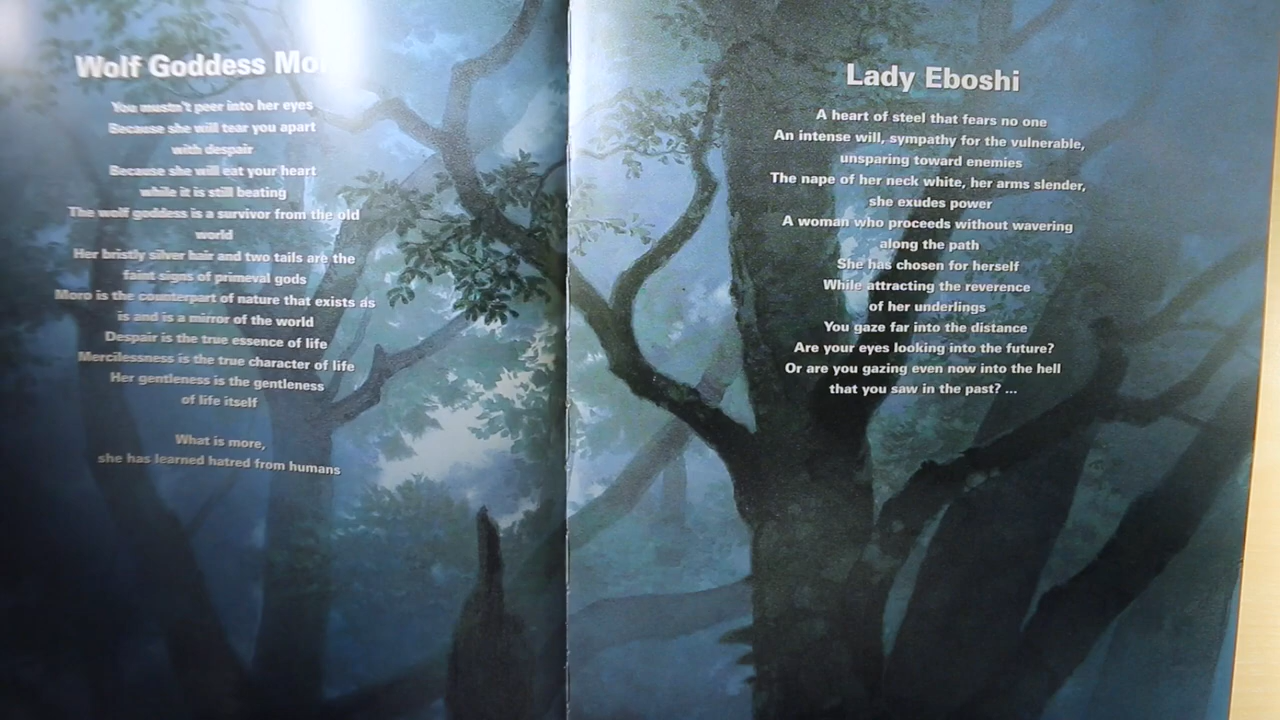 Wolf Goddess
You mustn't peer into her eyes
Because she will tear you apart
with despair
Because she will eat your heart
while it is still beating
The wolf goddess is a survivor from the old
world
Her bristly silver hair and two tails are the
faint signs of primeval gods
Moro is the counterpart of nature that exists as
is and is a mirror of the world
Despair is the true essence of life
Mercilessness is the true character of life
Her gentleness is the gentleness
of life itself
What is more,
she has learned hatred from humans
Lady Eboshi
A heart of steel that fears no one
An intense will, sympathy for the vulnerable,
unsparing toward enemies
The nape of her neck white, her arms slender,
she exudes power
A woman who proceeds without wavering
along the path
She has chosen for herself
While attracting the reverence
of her underlings
You gaze far into the distance
Are your eyes looking into the future?
Or are you gazing even now into the hell
that you saw in the past? ...